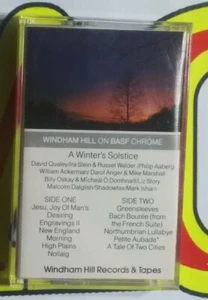 WINDHAM HILL ON BASF CHROME
A Winter's Solstice
David Qualey/Ira Stein & Russel Walder/Philip Aaberg
William Ackerman/Darol Anger & Mike Marshall
Billy Oskay & Mícheál Ó Domhnaill/Liz Story
Malcolm Dalglish/Shadowfax/Mark Isham
SIDE ONE
Jesu, Joy Of Man's
Desiring
Engravings II
New England
Morning
High Plains
Nollaig
SIDE TWO
Greensleeves
Bach Bourée (from
the French Suite)
Northumbrian Lullabye
Petite Aubade*
A Tale Of Two Cities
Windham Hill Records & Tapes